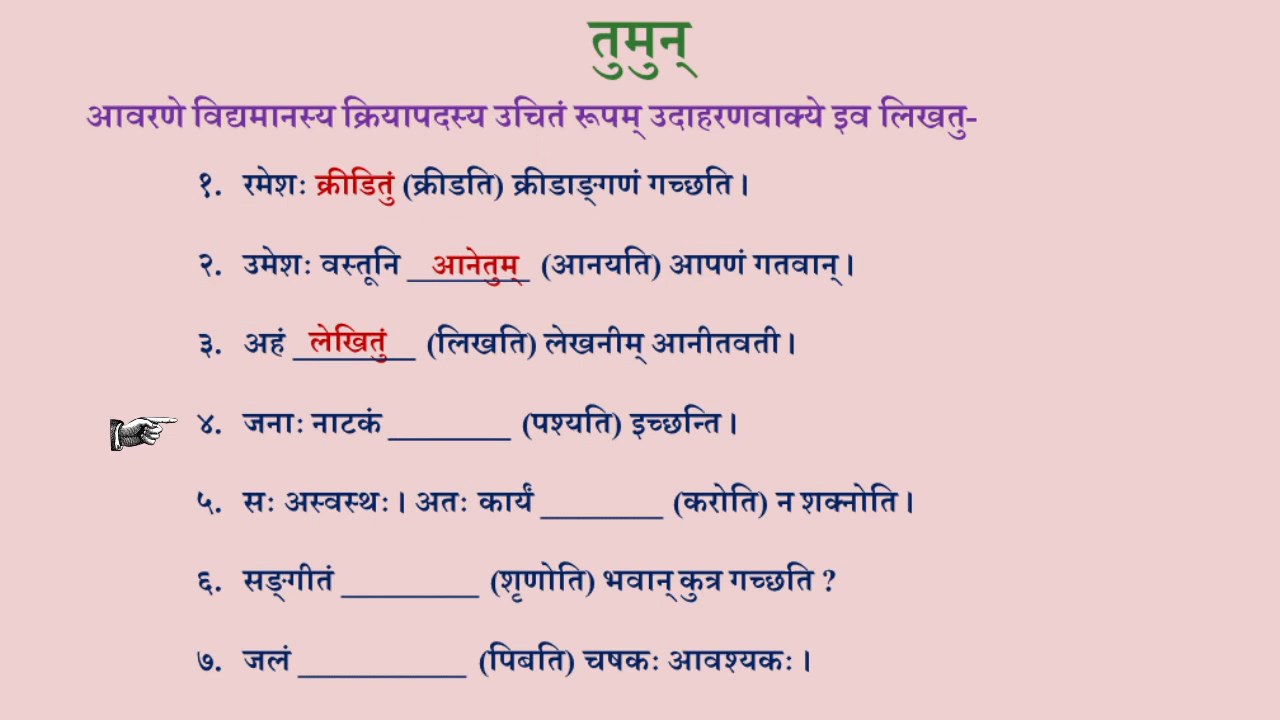 तुमुन्
आवरणे विद्यमानस्य क्रियापदस्य उचितं रूपम् उदाहरणवाक्ये इव लिखतु-
१. रमेशः क्रीडितुं (क्रीडति) क्रीडाङ्गणं गच्छति।
२. उमेशः वस्तूनि आनेतुम् (आनयति) आपणं गतवान्।
३. अहं लेखितुं (लिखति) लेखनीम् आनीतवती।
४. जनाः नाटकं ________ (पश्यति) इच्छन्ति।
५. सः अस्वस्थः। अतः कार्यं ________ (करोति) न शक्नोति।
६. सङ्गीतं _________ (शृणोति) भवान् कुत्र गच्छति ?
७. जलं ___________ (पिबति) चषकः आवश्यकः।